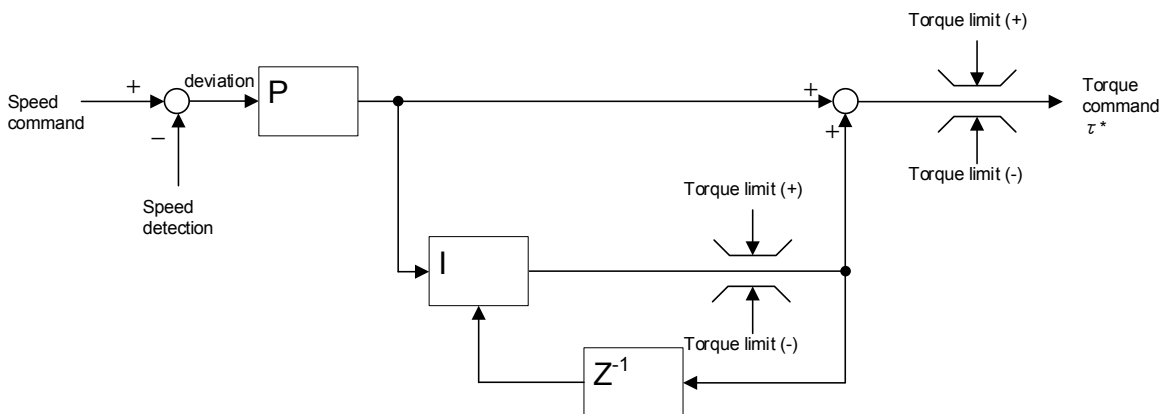 Torque limit (+)
deviation
P
+
+
Speed
command
Torque
command
τ *
−
+
Torque limit (-)
Torque limit (+)
Speed
detection
I
Torque limit (-)
Z-1